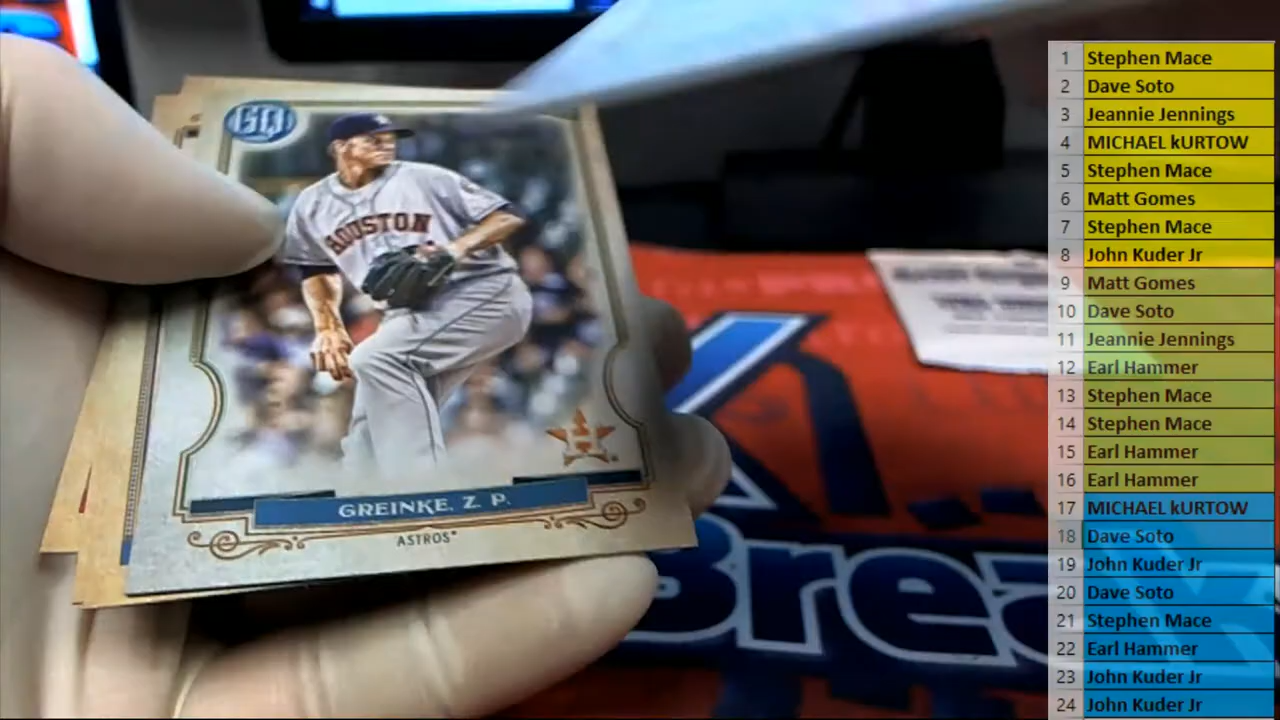 GQ
HOUSTON
H
GREINKE, Z. P.
ASTROS
Brea
1 Stephen Mace
2 Dave Soto
3 Jeannie Jennings
4 MICHAEL kURTOW
5 Stephen Mace
6 Matt Gomes
7 Stephen Mace
8 John Kuder Jr
9 Matt Gomes
10 Dave Soto
11 Jeannie Jennings
12 Earl Hammer
13 Stephen Mace
14 Stephen Mace
15 Earl Hammer
16 Earl Hammer
17 MICHAEL kURTOW
18 Dave Soto
19 John Kuder Jr
20 Dave Soto
21 Stephen Mace
22 Earl Hammer
23 John Kuder Jr
24 John Kuder Jr